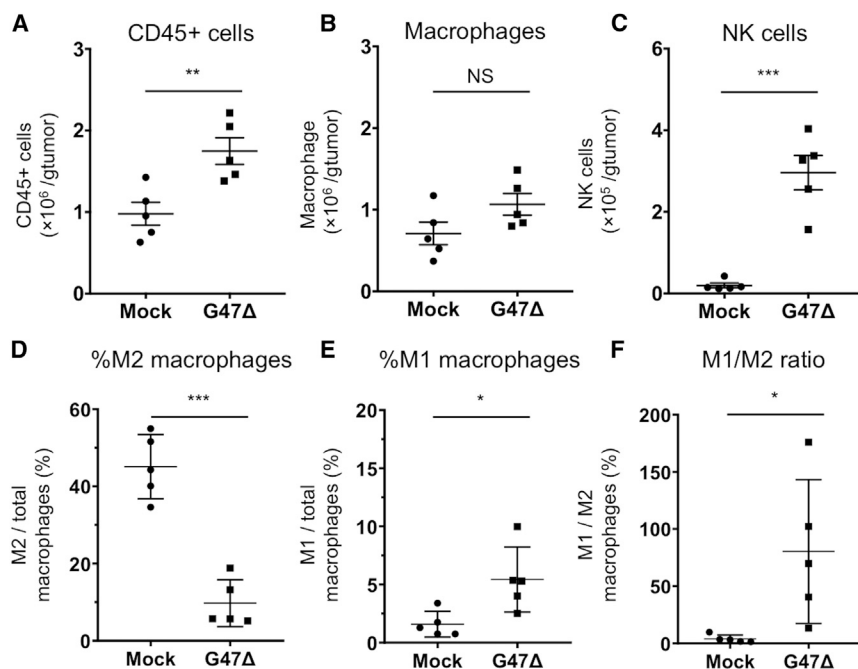 A CD45+ cells
3
2
1
0
CD45+ cells
(×10⁶ /gtumor)
**
Mock G47Δ
B Macrophages
3
2
1
0
Macrophage
(×10⁶ /gtumor)
NS
Mock G47Δ
C NK cells
6
4
2
0
NK cells
(×10⁵ /gtumor)
***
Mock G47Δ
D %M2 macrophages
60
40
20
0
M2 / total
macrophages (%)
***
Mock G47Δ
E %M1 macrophages
20
15
10
5
0
M1 / total
macrophages (%)
*
Mock G47Δ
F M1/M2 ratio
200
150
100
50
0
M1 / M2
macrophages (%)
*
Mock G47Δ